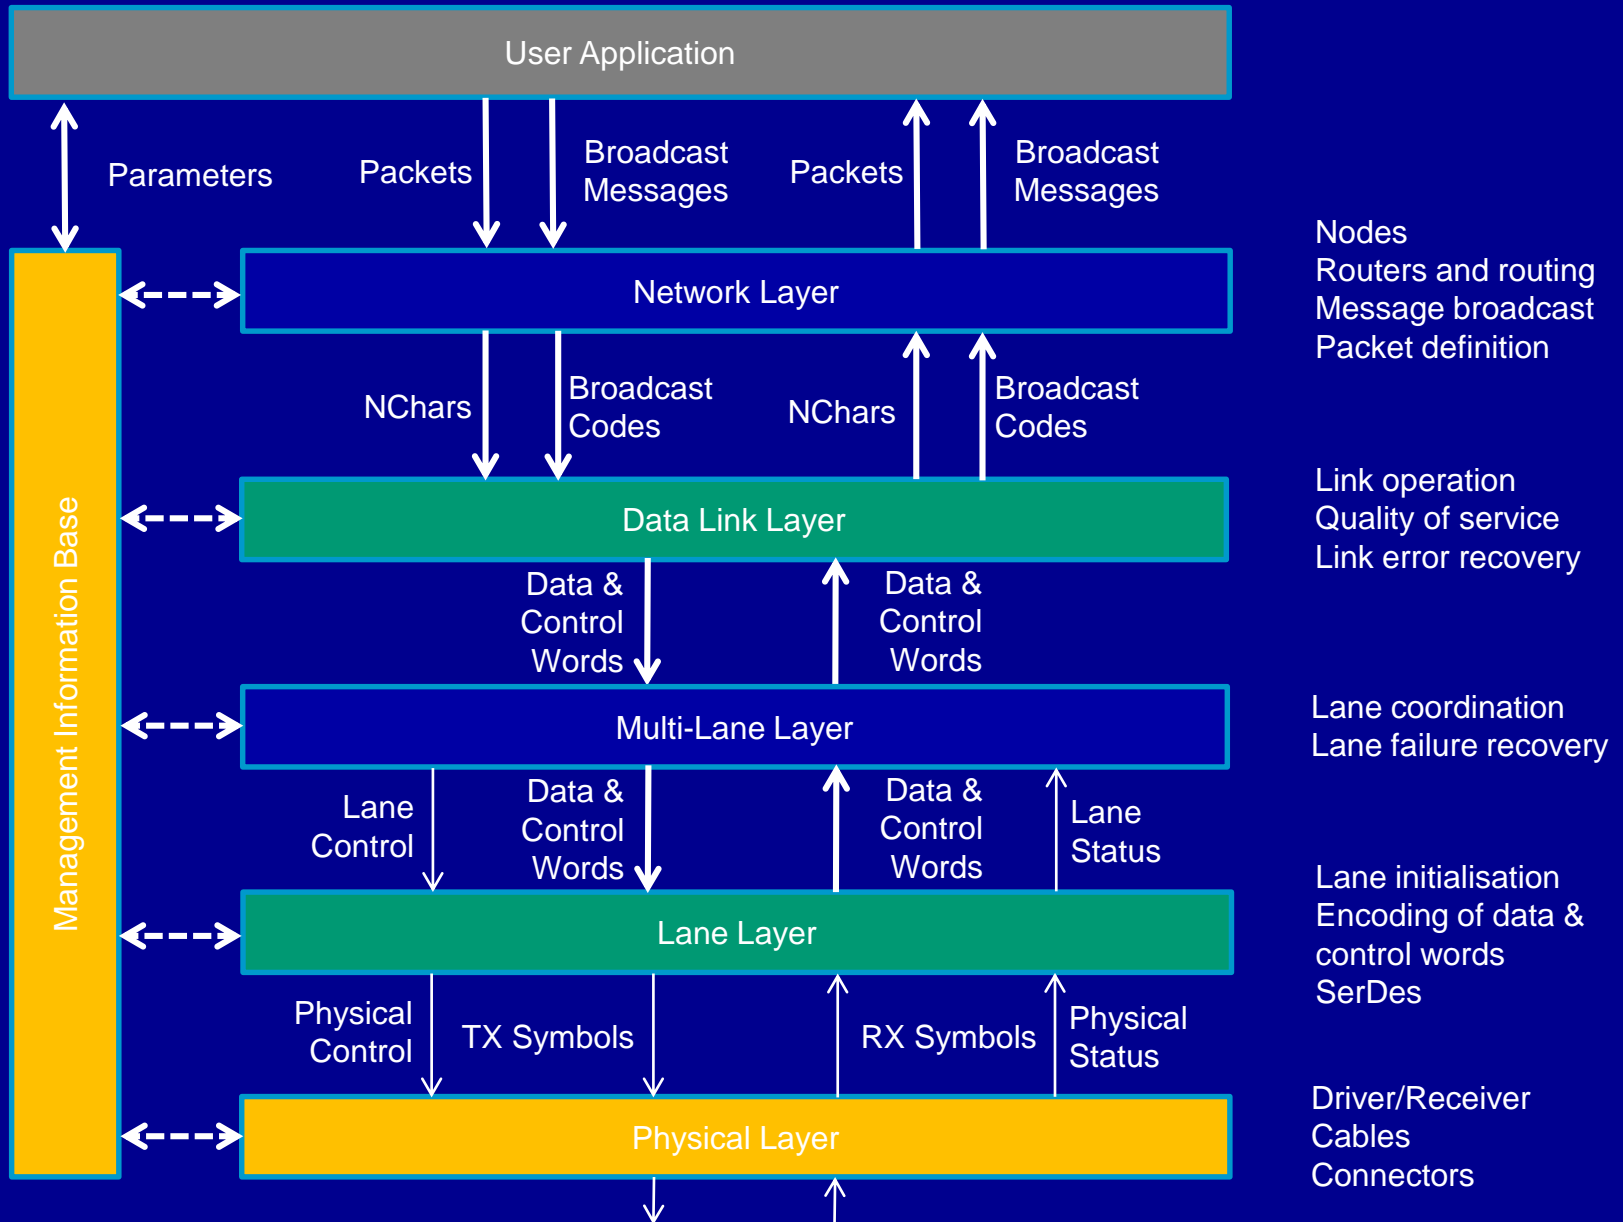 User Application
Parameters
Packets
Broadcast
Messages
Packets
Broadcast
Messages
Nodes
Routers and routing
Message broadcast
Packet definition
Network Layer
NChars
Broadcast
Codes
NChars
Broadcast
Codes
Management Information Base
Data Link Layer
Link operation
Quality of service
Link error recovery
Data &
Control
Words
Data &
Control
Words
Multi-Lane Layer
Lane coordination
Lane failure recovery
Lane
Control
Data &
Control
Words
Data &
Control
Words
Lane
Status
Lane Layer
Lane initialisation
Encoding of data &
control words
SerDes
Physical
Control
TX Symbols
RX Symbols
Physical
Status
Physical Layer
Driver/Receiver
Cables
Connectors